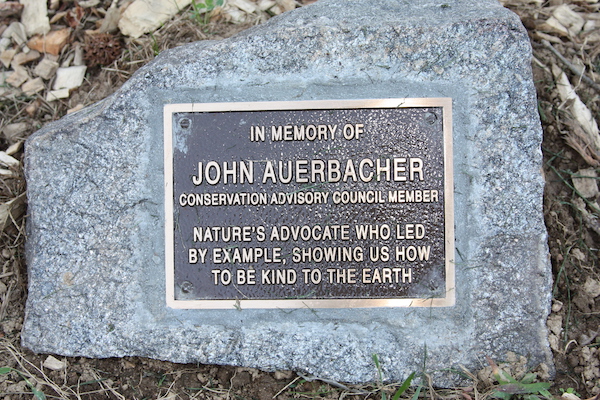 IN MEMORY OF
JOHN AUERBACHER
CONSERVATION ADVISORY COUNCIL MEMBER
NATURE'S ADVOCATE WHO LED
BY EXAMPLE, SHOWING US HOW
TO BE KIND TO THE EARTH